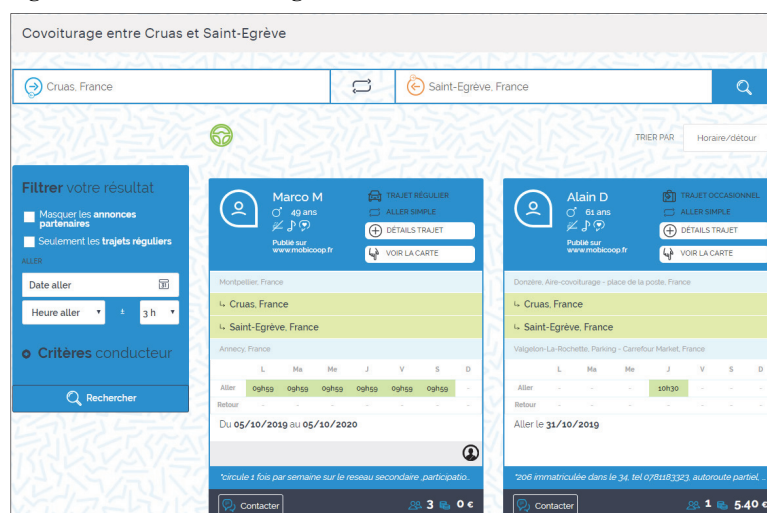 Covoiturage entre Cruas et Saint-Egrève
Cruas, France
Saint-Egrève, France
TRIER PAR
Horaire/détour
Filtrer votre résultat
Masquer les annonces
partenaires
Seulement les trajets réguliers
ALLER
Date aller
31
Heure aller
±
3 h
Critères conducteur
Rechercher
Marco M
49 ans
Publié sur
www.mobicoop.fr
TRAJET RÉGULIER
ALLER SIMPLE
DÉTAILS TRAJET
VOIR LA CARTE
Montpellier, France
Cruas, France
Saint-Egrève, France
Annecy, France
L Ma Me J V S D
Aller 09h59 09h59 09h59 09h59 09h59 09h59 -
Retour - - - - - - -
Du 05/10/2019 au 05/10/2020
"circule 1 fois par semaine sur le reseau secondaire ,participatio...
Contacter
3
0 €
Alain D
61 ans
Publié sur
www.mobicoop.fr
TRAJET OCCASIONNEL
ALLER SIMPLE
DÉTAILS TRAJET
VOIR LA CARTE
Donzère, Aire-covoiturage - place de la poste, France
Cruas, France
Saint-Egrève, France
Valgelon-La-Rochette, Parking - Carrefour Market, France
L Ma Me J V S D
Aller - - - 10h30 - - -
Retour - - - - - - -
Aller le 31/10/2019
"206 immatriculée dans le 34, tel 0781183323. autoroute partiel, ...
Contacter
1
5.40 €